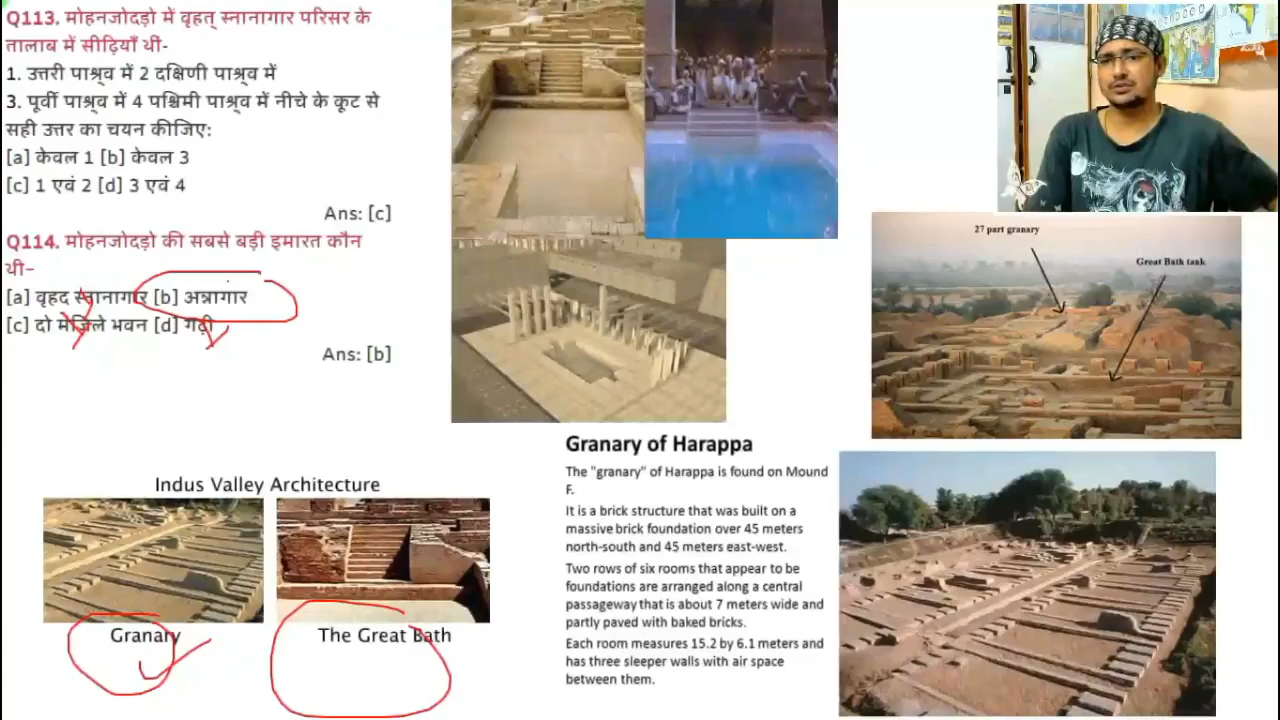 Q113. मोहनजोदड़ो में वृहत् स्नानागार परिसर के
तालाब में सीढ़ियाँ थीं-
1. उत्तरी पाश्र्व में 2 दक्षिणी पाश्र्व में
3. पूर्वी पाश्र्व में 4 पश्चिमी पाश्र्व में नीचे के कूट से
सही उत्तर का चयन कीजिए:
[a] केवल 1 [b] केवल 3
[c] 1 एवं 2 [d] 3 एवं 4
Ans: [c]
Q114. मोहनजोदड़ो की सबसे बड़ी इमारत कौन
थी–
[a] वृहद स्नानागार [b] अन्नागार
[c] दो मंजिले भवन [d] गढ़ी
Ans: [b]
27 part granary
Great Bath tank
Indus Valley Architecture
Granary
The Great Bath
Granary of Harappa
The "granary" of Harappa is found on Mound
F.
It is a brick structure that was built on a
massive brick foundation over 45 meters
north-south and 45 meters east-west.
Two rows of six rooms that appear to be
foundations are arranged along a central
passageway that is about 7 meters wide and
partly paved with baked bricks.
Each room measures 15.2 by 6.1 meters and
has three sleeper walls with air space
between them.